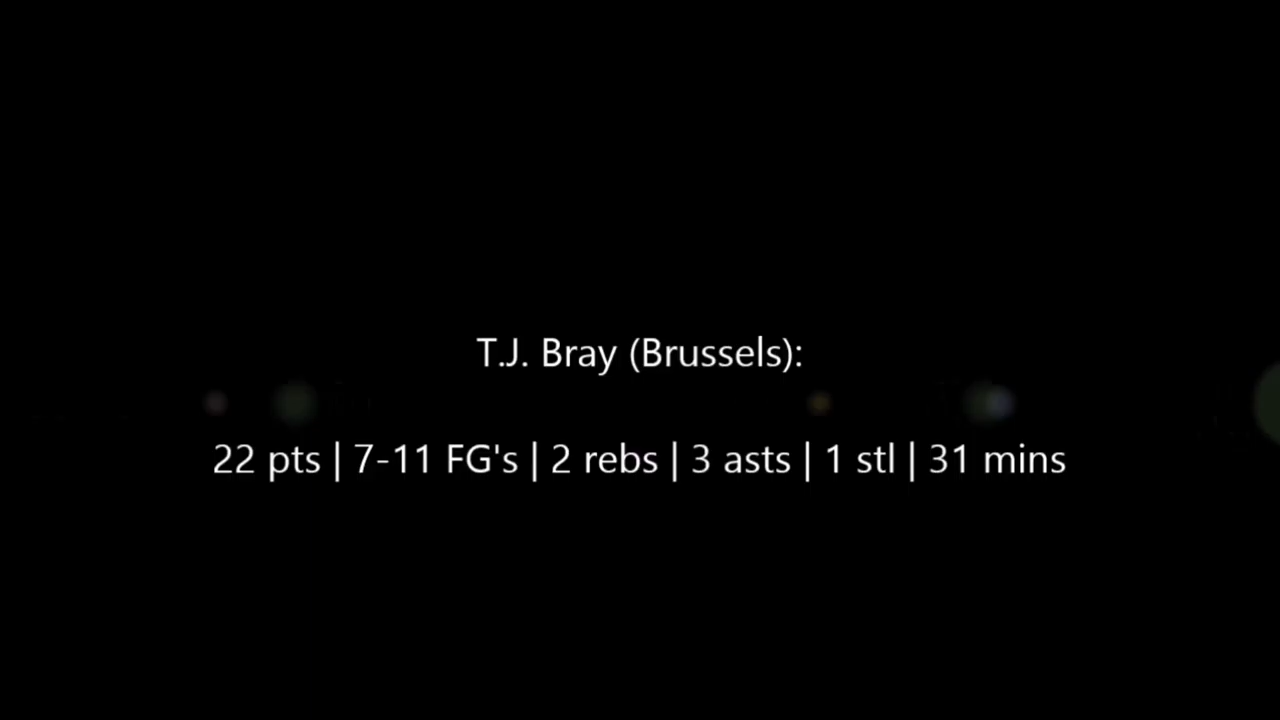 T.J. Bray (Brussels):
22 pts | 7-11 FG's | 2 rebs | 3 asts | 1 stl | 31 mins